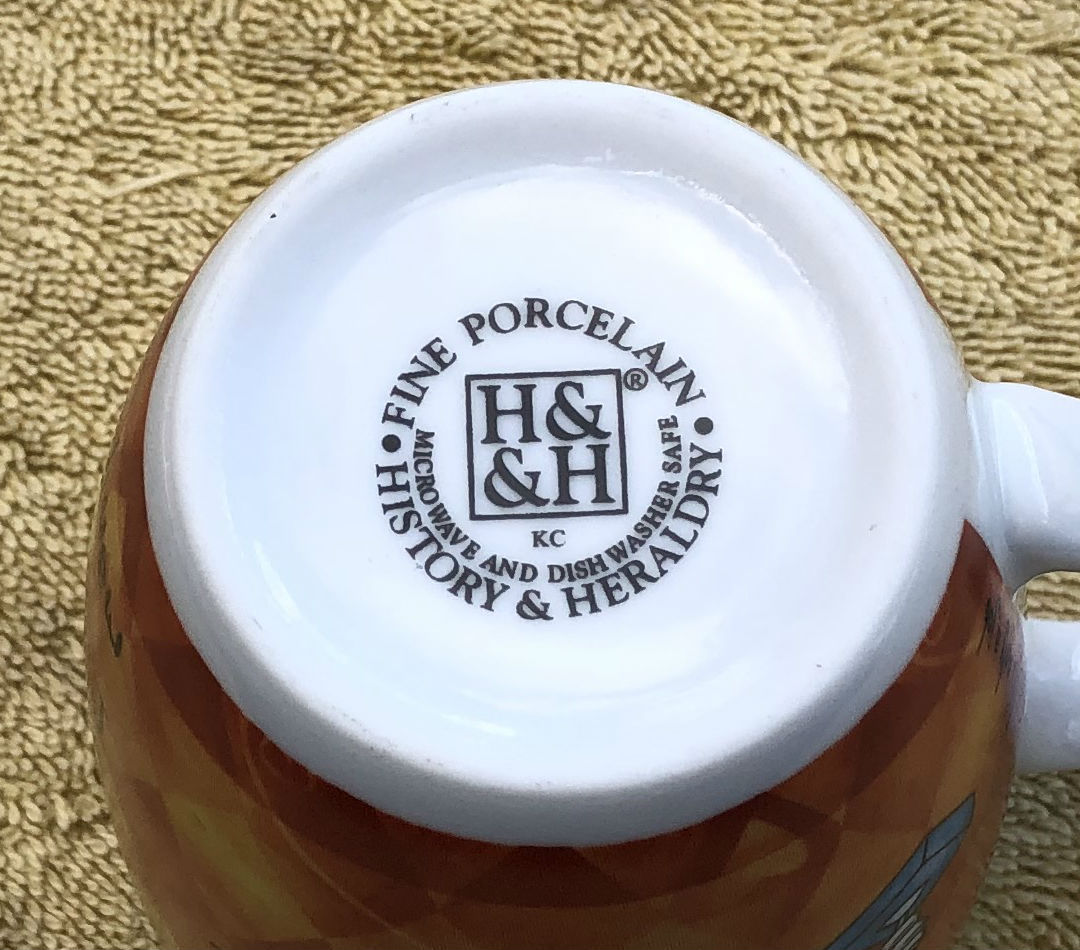 • FINE PORCELAIN •
H&
&H
®
KC
MICROWAVE AND DISHWASHER SAFE
HISTORY & HERALDRY